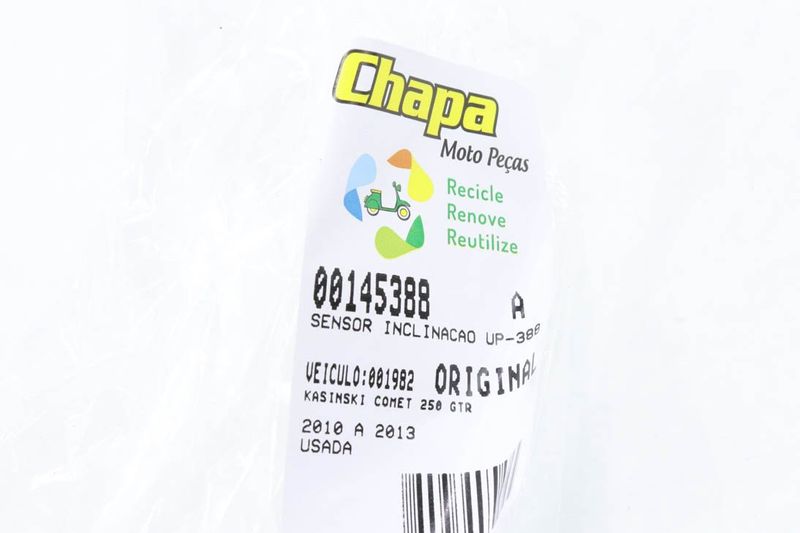 Chapa
Moto Peças
Recicle
Renove
Reutilize
00145388 A
SENSOR INCLINACAO UP-388
VEICULO:001982 ORIGINAL
KASINSKI COMET 250 GTR
2010 A 2013
USADA